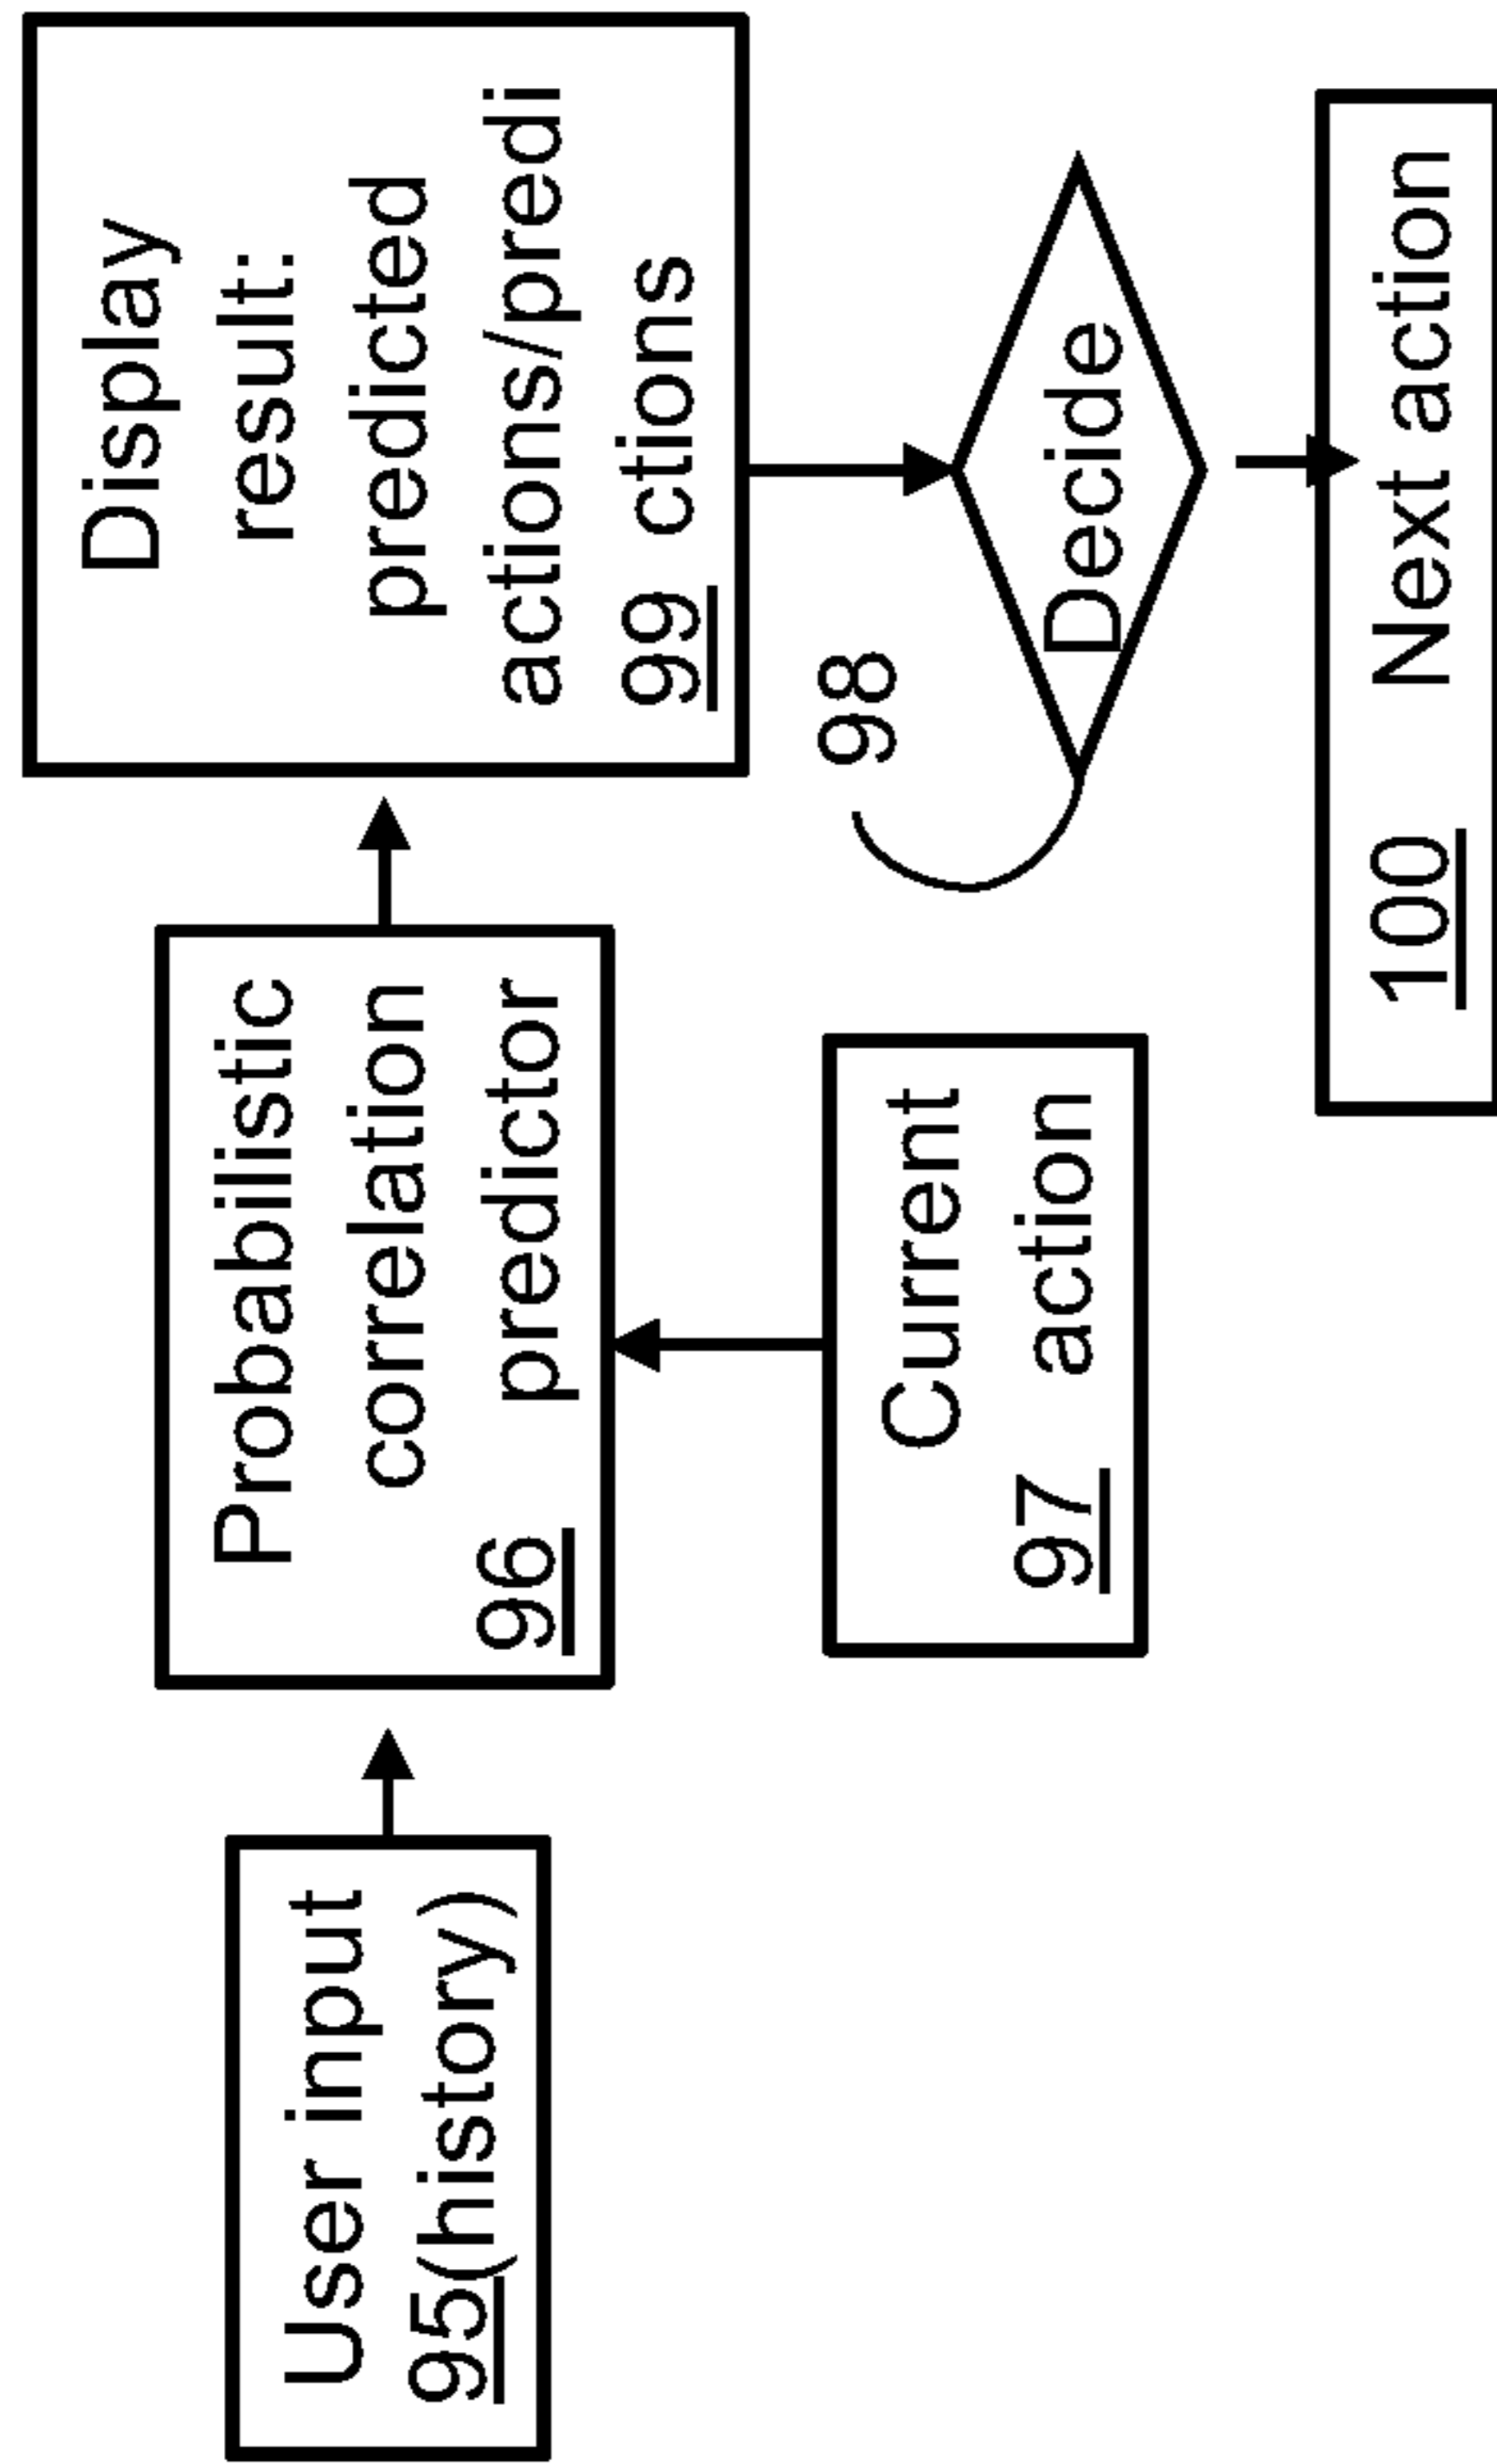 User input
95(history)
Probabilistic
correlation
96 predictor
Current
97 action
Display
result:
predicted
actions/predi
99 ctions
98
Decide
100 Next action